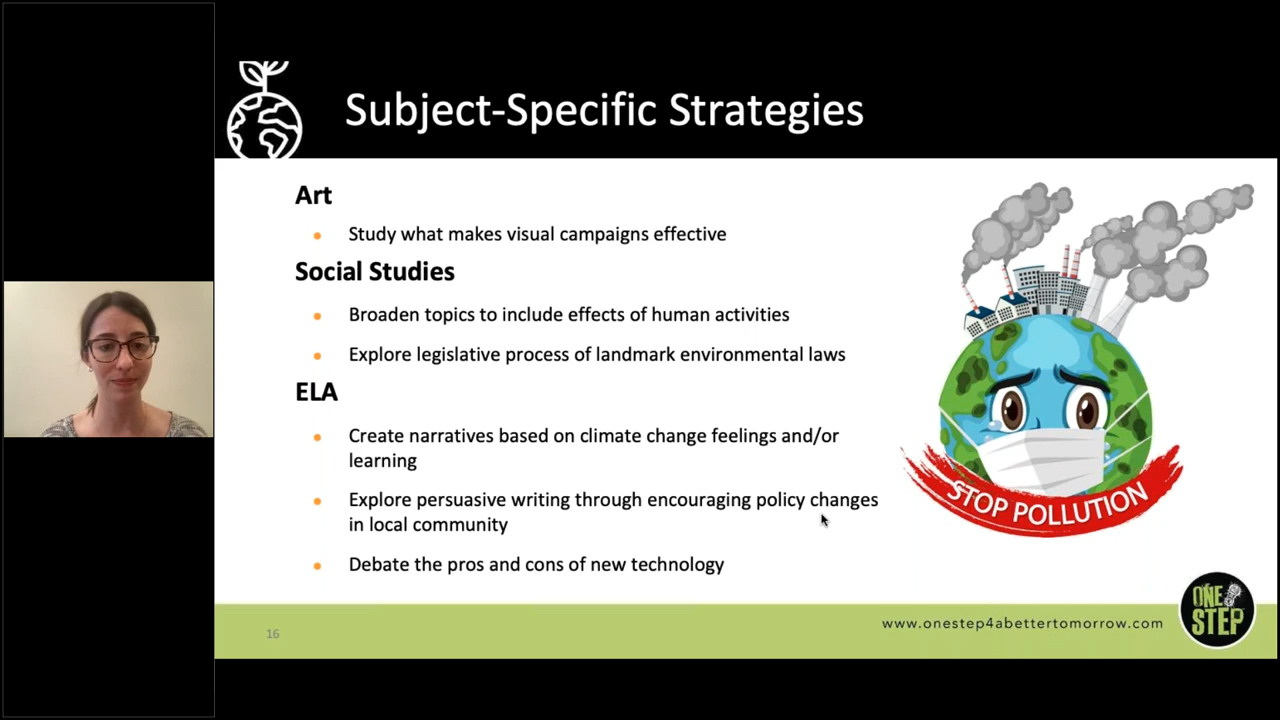 Subject-Specific Strategies
Art
Study what makes visual campaigns effective
Social Studies
Broaden topics to include effects of human activities
Explore legislative process of landmark environmental laws
ELA
Create narratives based on climate change feelings and/or
learning
Explore persuasive writing through encouraging policy changes
in local community
Debate the pros and cons of new technology
STOP POLLUTION
16
www.onestep4abettertomorrow.com
ONE
STEP